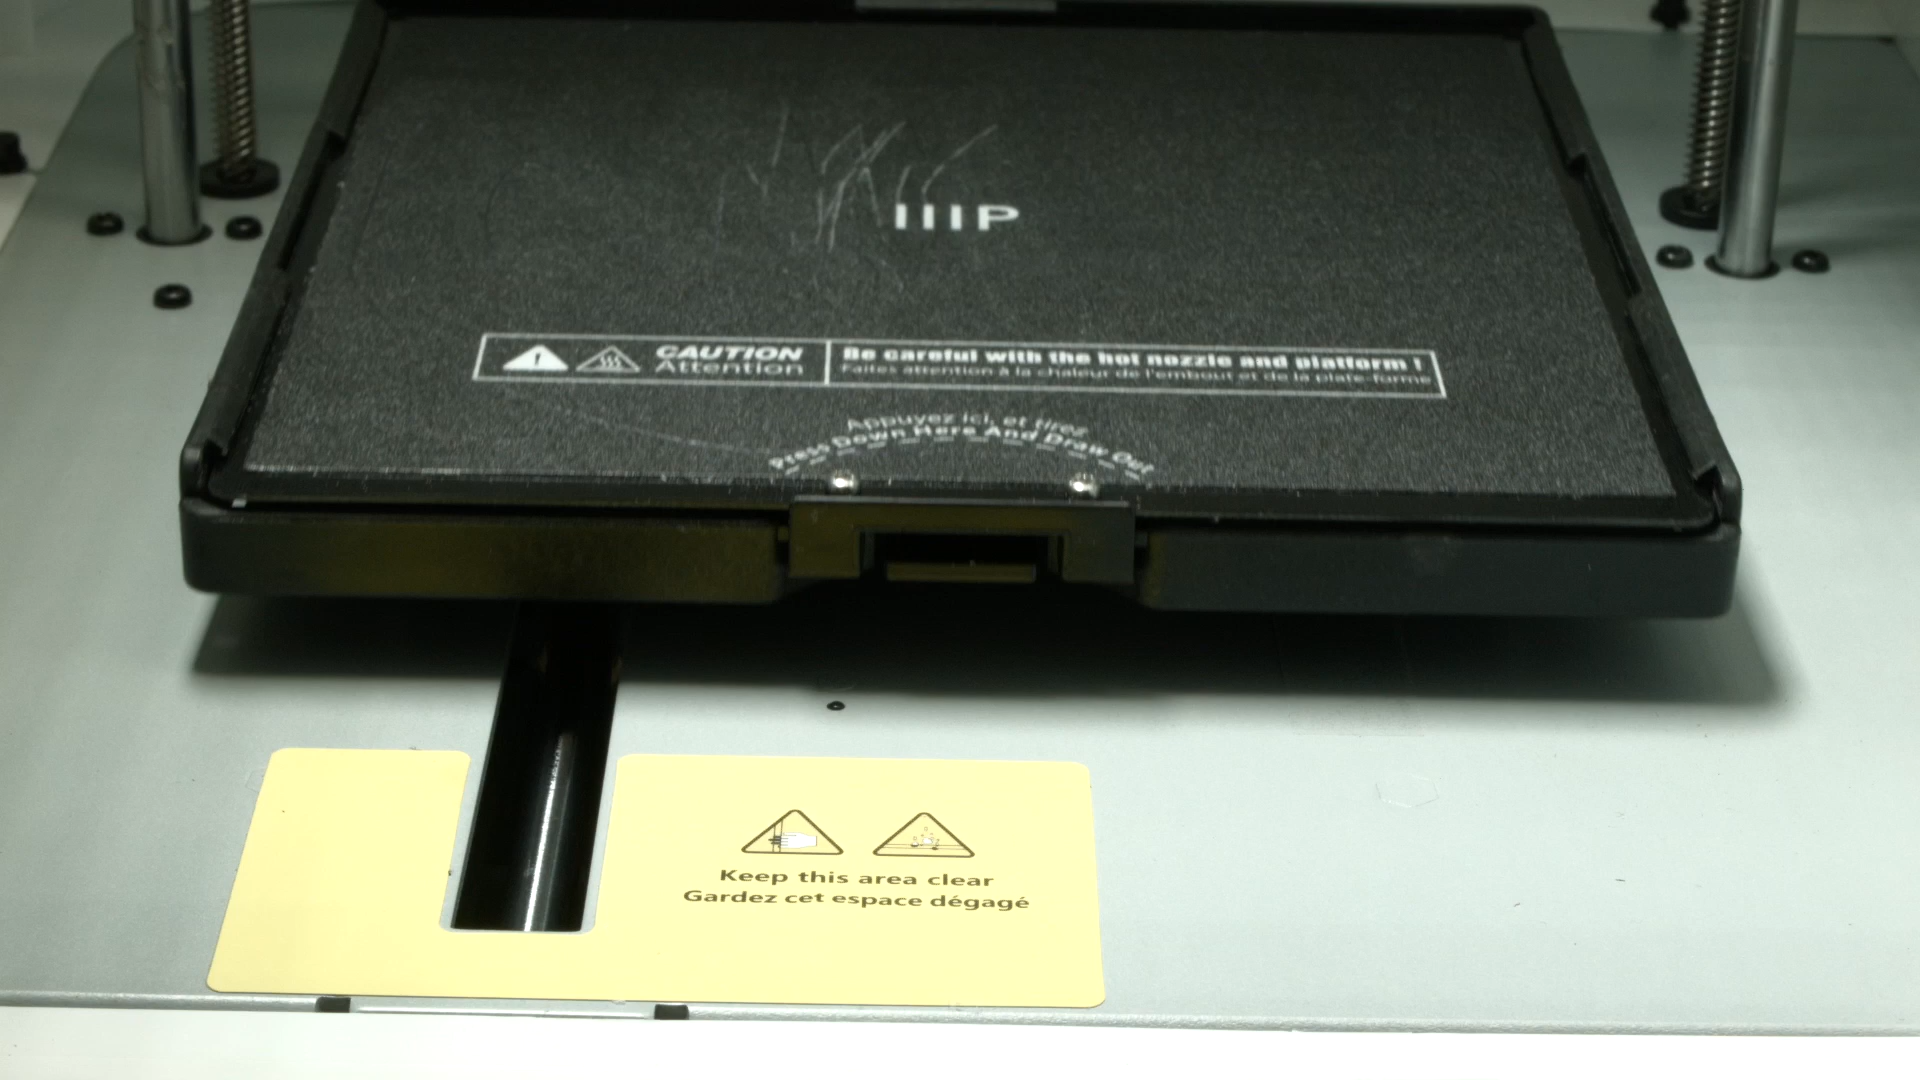 IIIP
CAUTION
Attention
Be careful with the hot nozzle and platform !
Faites attention à la chaleur de l'embout et de la plate-forme
Appuyez ici, et tirez
Press Down Here And Draw Out
Keep this area clear
Gardez cet espace dégagé